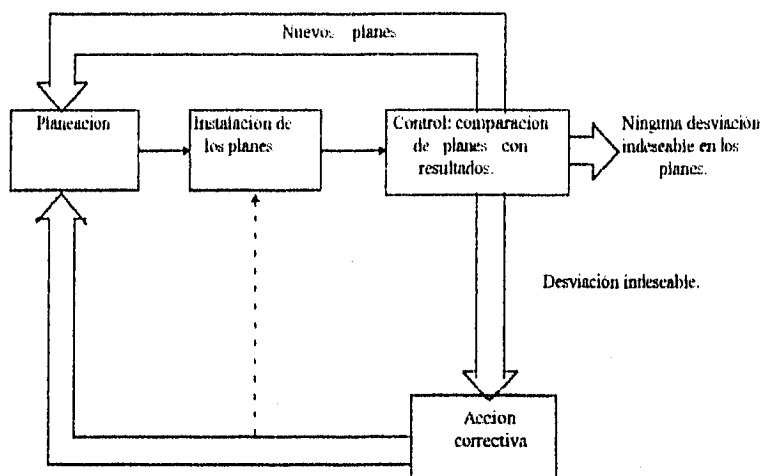 Nuevos planes
Planeacion
Instalación de
los planes
Control: comparacion
de planes con
resultados.
Ninguna desviación
indeseable en los
planes.
Desviación indeseable.
Accion
correctiva